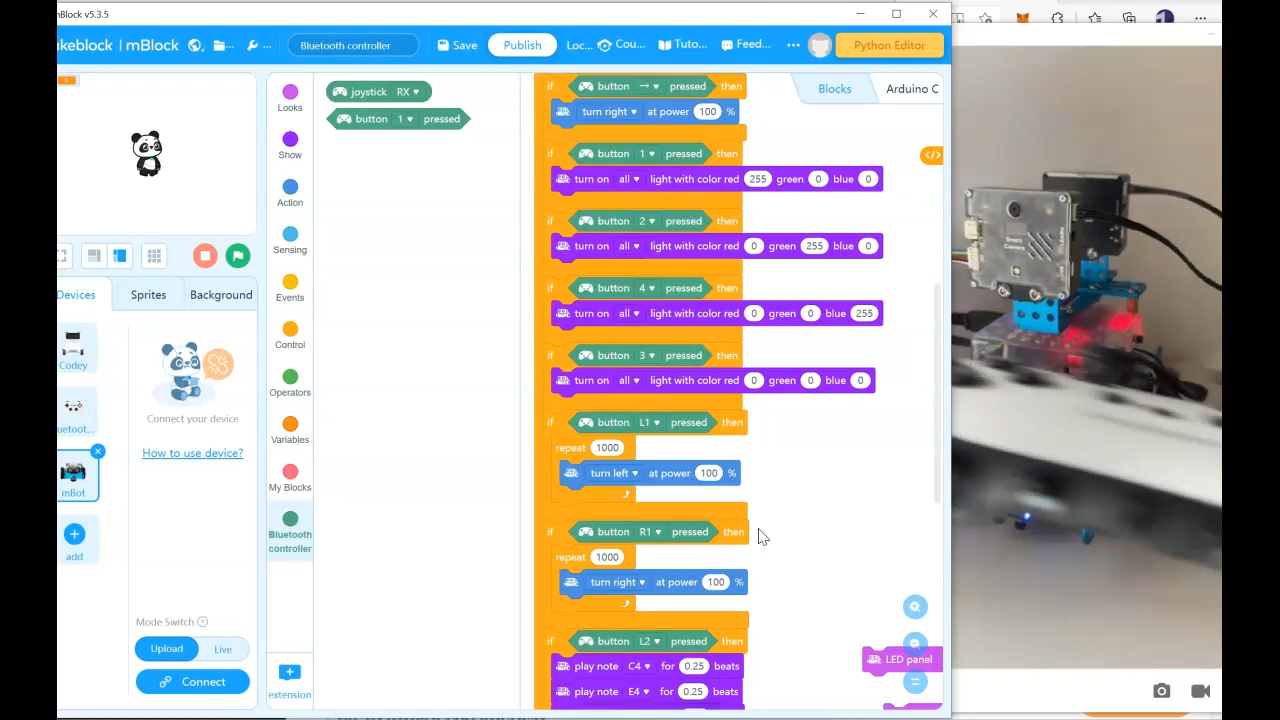 mBlock v5.3.5
akeblock | mBlock
Bluetooth controller
Save
Publish
Loc...
Cou...
Tuto...
Feed...
Python Editor
Looks
Show
Action
Sensing
Events
Control
Operators
Variables
My Blocks
Bluetooth
controller
extension
joystick RX
button 1 pressed
Blocks
Arduino C
if button → pressed then
turn right at power 100 %
if button 1 pressed then
turn on all light with color red 255 green 0 blue 0
if button 2 pressed then
turn on all light with color red 0 green 255 blue 0
if button 4 pressed then
turn on all light with color red 0 green 0 blue 255
if button 3 pressed then
turn on all light with color red 0 green 0 blue 0
if button L1 pressed then
repeat 1000
turn left at power 100 %
if button R1 pressed then
repeat 1000
turn right at power 100 %
if button L2 pressed then
play note C4 for 0.25 beats
play note E4 for 0.25 beats
LED panel
Devices
Sprites
Background
Codey
uetoot...
mBot
add
Connect your device
How to use device?
Mode Switch
Upload
Live
Connect
Smart
Camera